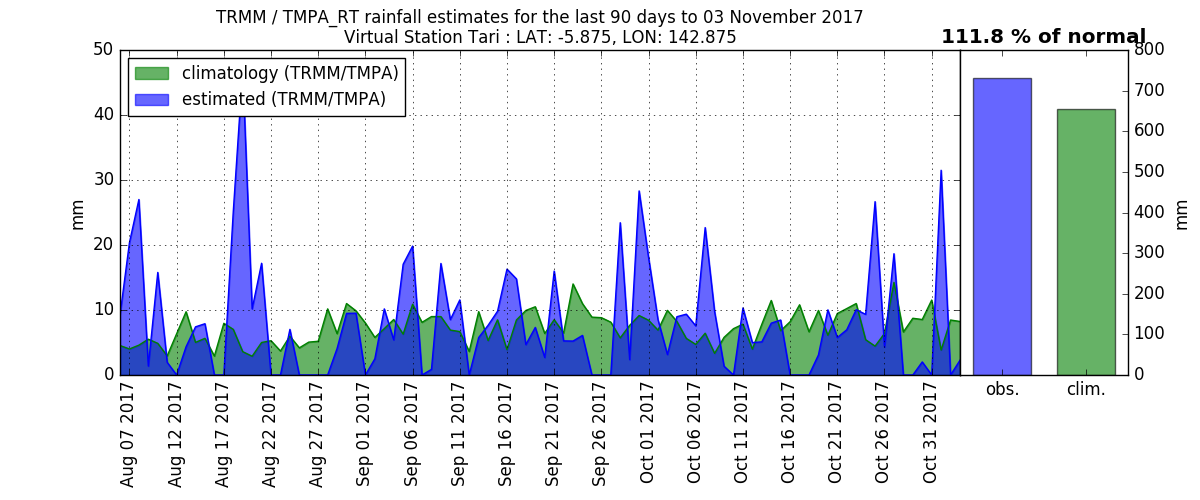 TRMM / TMPA_RT rainfall estimates for the last 90 days to 03 November 2017
Virtual Station Tari : LAT: -5.875, LON: 142.875
111.8 % of normal
climatology (TRMM/TMPA)
estimated (TRMM/TMPA)
50
40
30
20
10
0
mm
Aug 07 2017
Aug 12 2017
Aug 17 2017
Aug 22 2017
Aug 27 2017
Sep 01 2017
Sep 06 2017
Sep 11 2017
Sep 16 2017
Sep 21 2017
Sep 26 2017
Oct 01 2017
Oct 06 2017
Oct 11 2017
Oct 16 2017
Oct 21 2017
Oct 26 2017
Oct 31 2017
obs.
clim.
800
700
600
500
400
300
200
100
0
mm